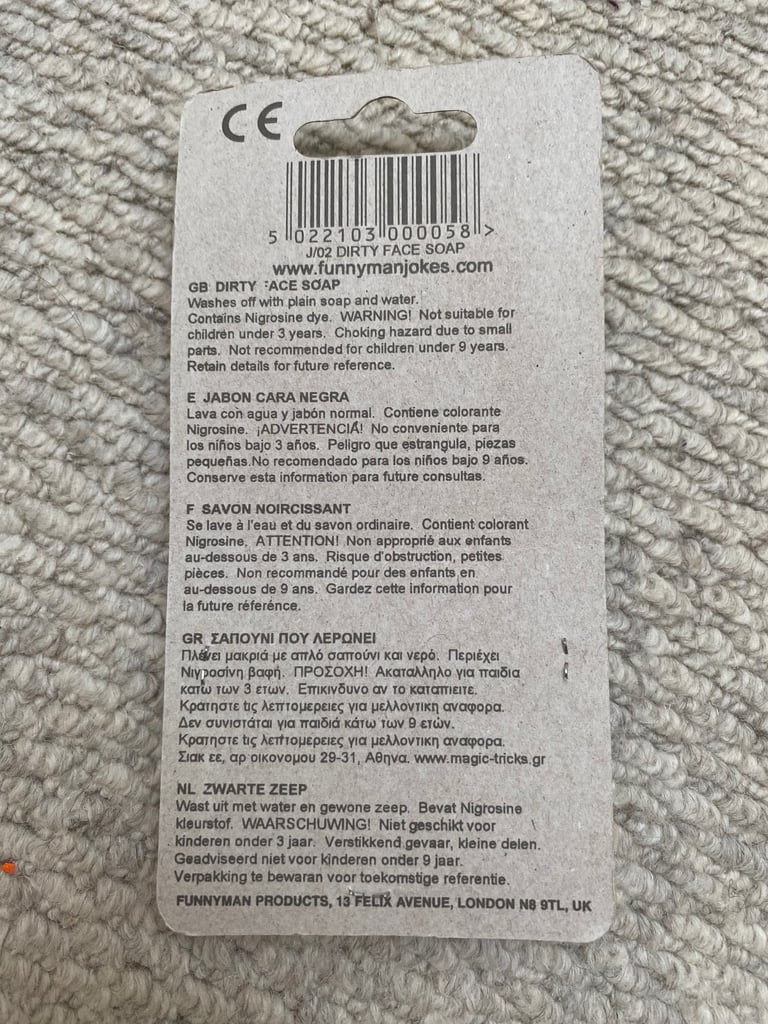 CE
5 022103 000058 >
J/02 DIRTY FACE SOAP
www.funnymanjokes.com
GB DIRTY FACE SOAP
Washes off with plain soap and water.
Contains Nigrosine dye. WARNING! Not suitable for
children under 3 years. Choking hazard due to small
parts. Not recommended for children under 9 years.
Retain details for future reference.
E JABON CARA NEGRA
Lava con agua y jabón normal. Contiene colorante
Nigrosine. ¡ADVERTENCIA! No conveniente para
los niños bajo 3 años. Peligro que estrangula, piezas
pequeñas.No recomendado para los niños bajo 9 años.
Conserve esta information para future consultas.
F SAVON NOIRCISSANT
Se lave à l'eau et du savon ordinaire. Contient colorant
Nigrosine. ATTENTION! Non approprié aux enfants
au-dessous de 3 ans. Risque d'obstruction, petites
pièces. Non recommandé pour des enfants en
au-dessous de 9 ans. Gardez cette information pour
la future référénce.
GR ΣΑΠΟΥΝΙ ΠΟΥ ΛΕΡΩΝΕΙ
Πλένει μακριά με απλό σαπούνι και νερό. Περιέχει
Νιγροσίνη βαφή. ΠΡΟΣΟΧΗ! Ακαταλληλο για παιδια
κατω των 3 ετων. Επικινδυνο αν το καταπιειτε.
Κρατηστε τις λεπτομερειες για μελλοντικη αναφορα.
Δεν συνιστάται για παιδιά κάτω των 9 ετών.
Κρατηστε τις λεπτομερειες για μελλοντικη αναφορα.
Σιακ εε, αρ οικονομου 29-31, Αθηνα. www.magic-tricks.gr
NL ZWARTE ZEEP
Wast uit met water en gewone zeep. Bevat Nigrosine
kleurstof. WAARSCHUWING! Niet geschikt voor
kinderen onder 3 jaar. Verstikkend gevaar, kleine delen.
Geadviseerd niet voor kinderen onder 9 jaar.
Verpakking te bewaran voor toekomstige referentie.
FUNNYMAN PRODUCTS, 13 FELIX AVENUE, LONDON N8 9TL, UK